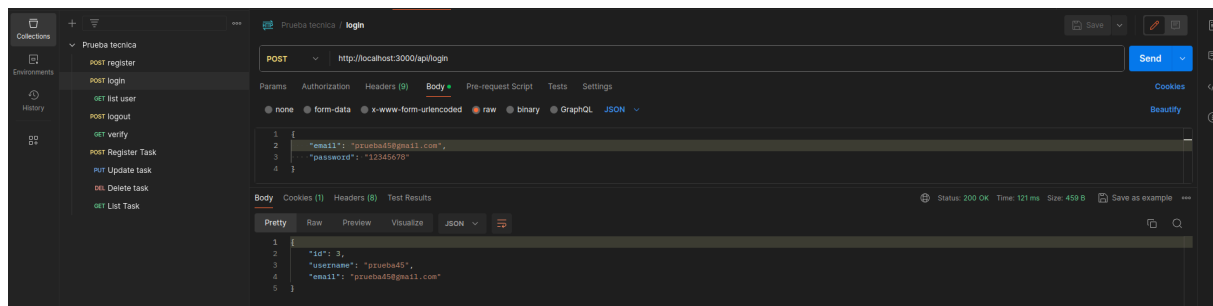 Collections
Environments
History
Prueba tecnica
POST register
POST login
GET list user
POST logout
GET verify
POST Register Task
PUT Update task
DEL Delete task
GET List Task
Prueba tecnica / login
Save
POST http://localhost:3000/api/login
Send
Params Authorization Headers (9) Body Pre-request Script Tests Settings
Cookies
none form-data x-www-form-urlencoded raw binary GraphQL JSON
Beautify
1 {
2 "email": "prueba45@gmail.com",
3 "password": "12345678"
4 }
Body Cookies (1) Headers (8) Test Results
Status: 200 OK Time: 121 ms Size: 459 B Save as example
Pretty Raw Preview Visualize JSON
1 {
2 "id": 3,
3 "username": "prueba45",
4 "email": "prueba45@gmail.com"
5 }